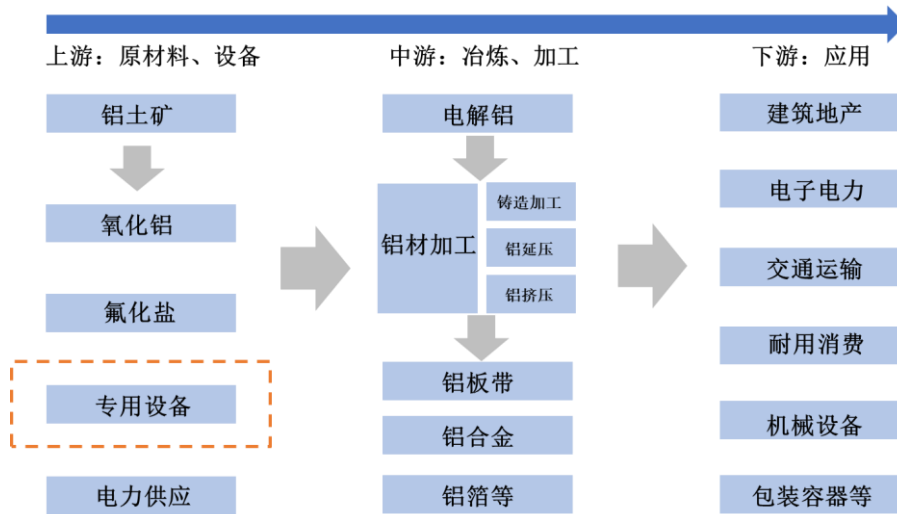 上游：原材料、设备
中游：冶炼、加工
下游：应用
铝土矿
氧化铝
氟化盐
专用设备
电力供应
电解铝
铝材加工
铸造加工
铝延压
铝挤压
铝板带
铝合金
铝箔等
建筑地产
电子电力
交通运输
耐用消费
机械设备
包装容器等